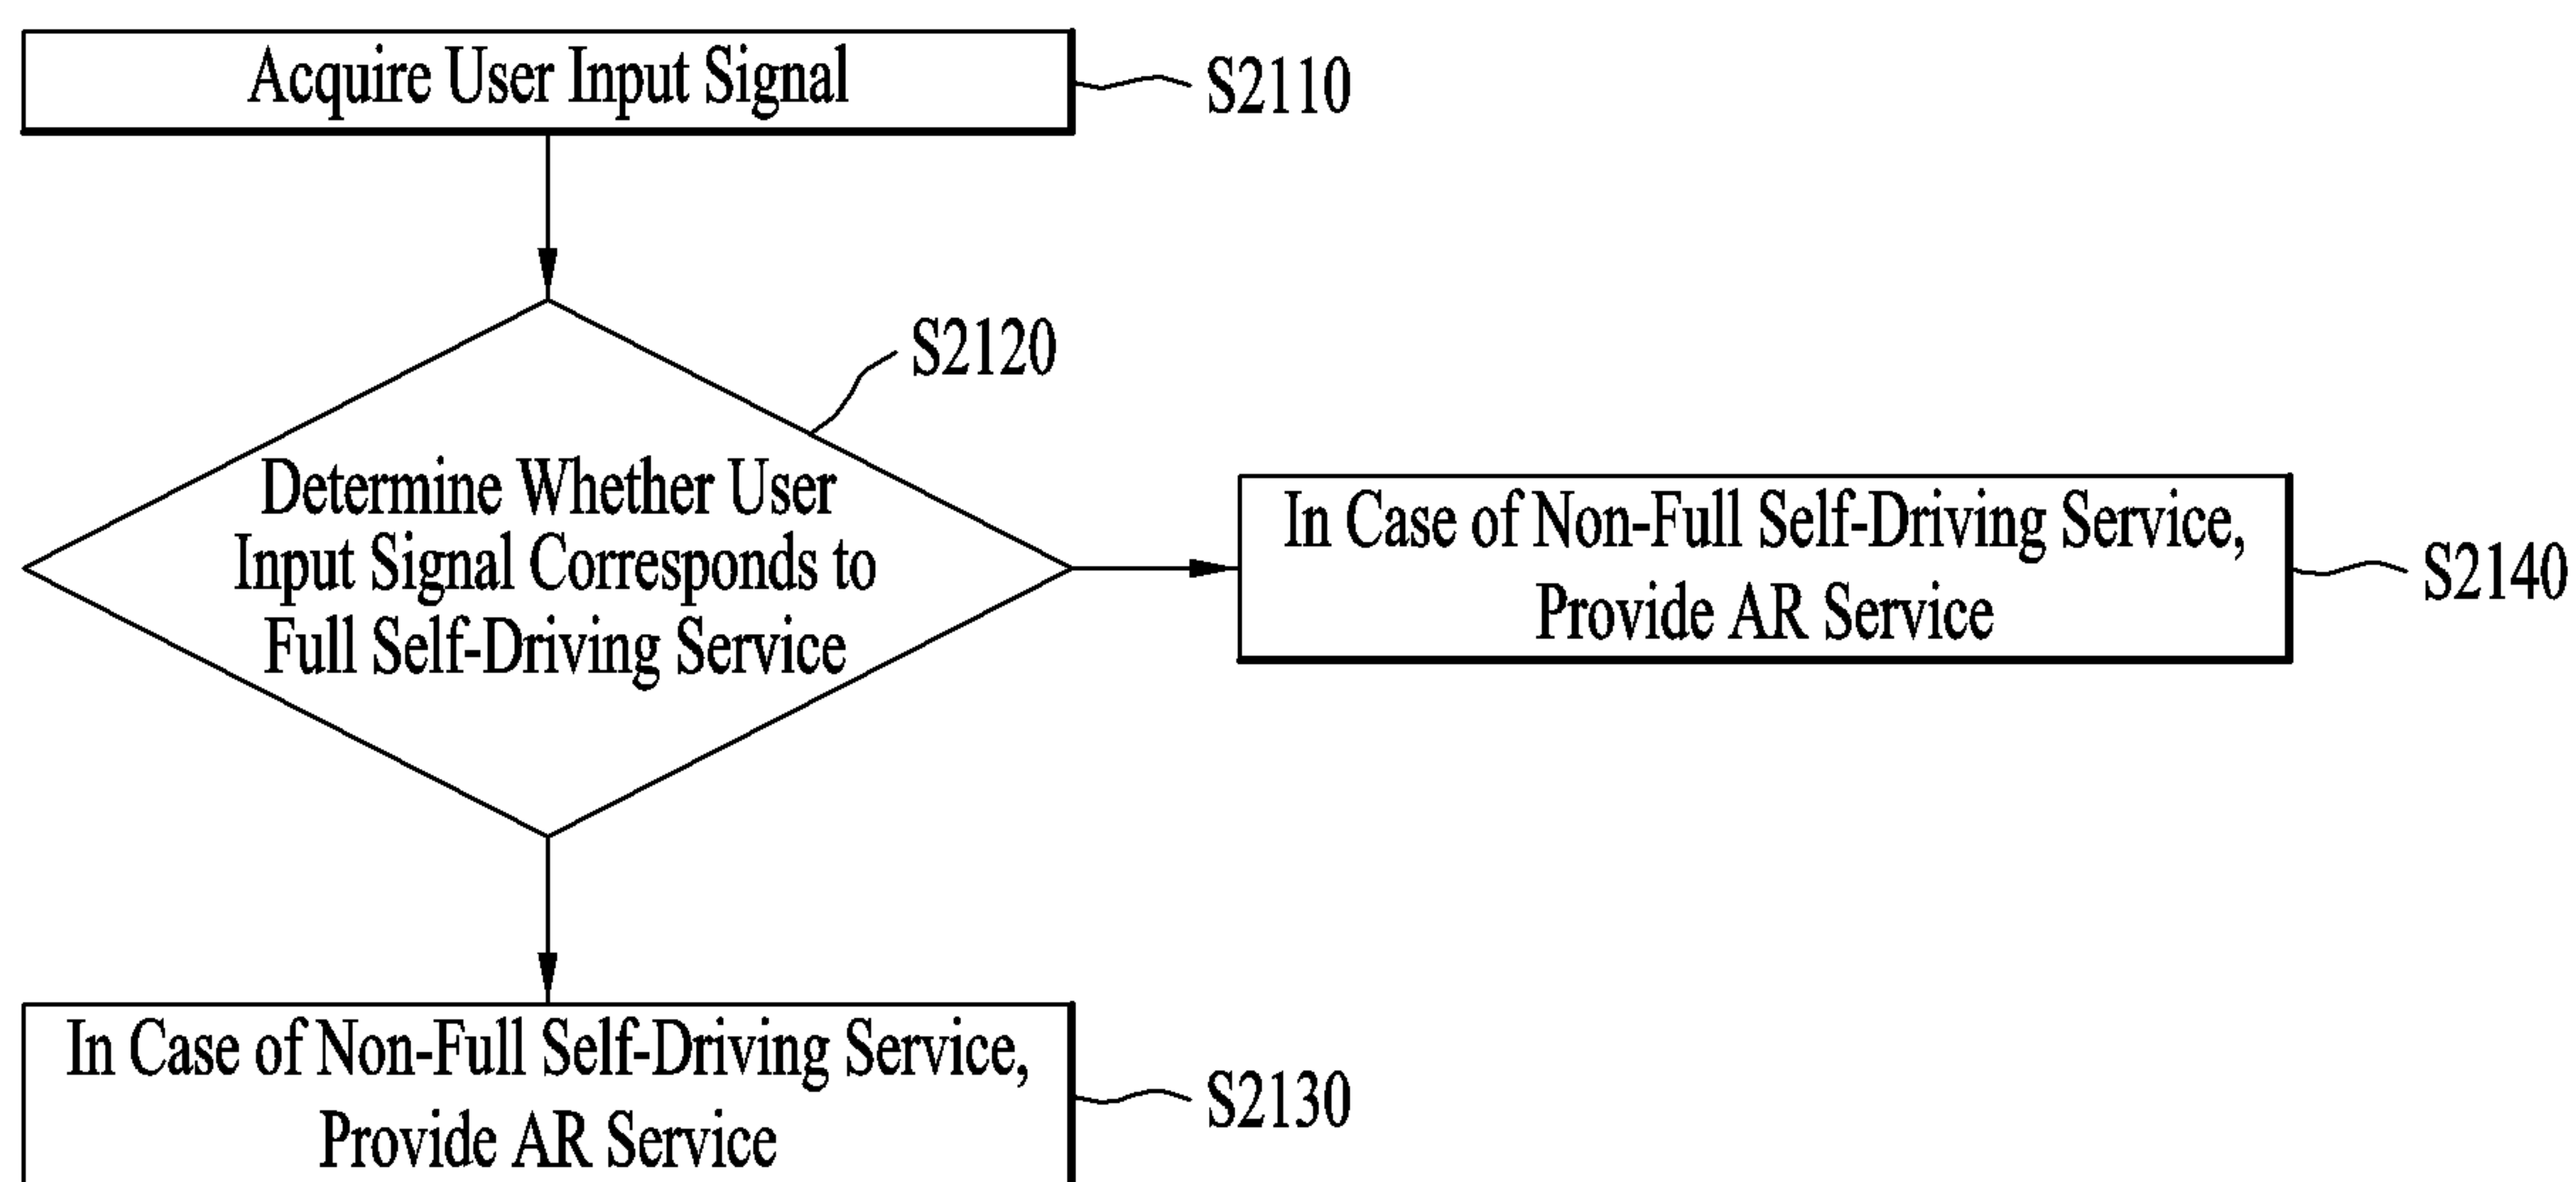 Acquire User Input Signal
S2110
S2120
Determine Whether User
Input Signal Corresponds to
Full Self-Driving Service
In Case of Non-Full Self-Driving Service,
Provide AR Service
S2140
In Case of Non-Full Self-Driving Service,
Provide AR Service
S2130